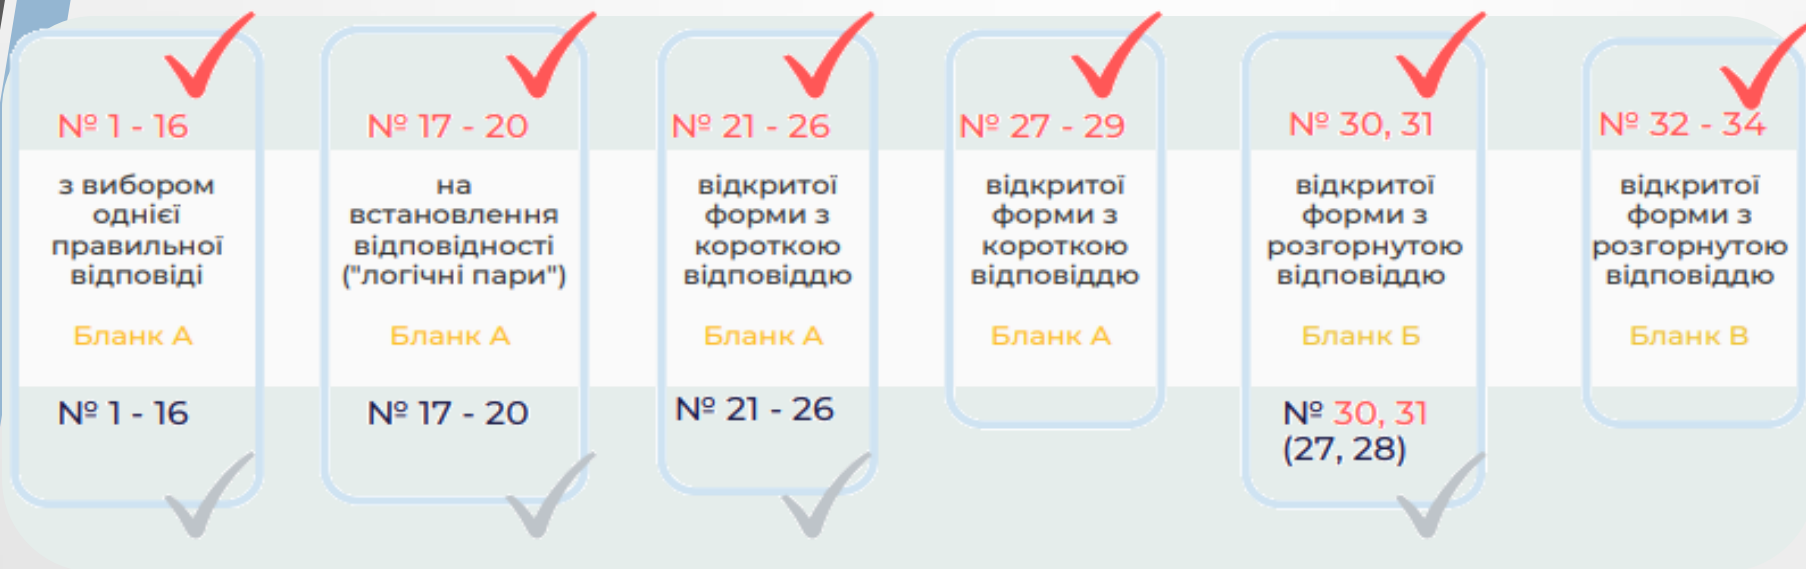 № 1 - 16
з вибором
однієї
правильної
відповіді
Бланк А
№ 1 - 16
№ 17 - 20
на
встановлення
відповідності
("логічні пари")
Бланк А
№ 17 - 20
№ 21 - 26
відкритої
форми з
короткою
відповіддю
Бланк А
№ 21 - 26
№ 27 - 29
відкритої
форми з
короткою
відповіддю
Бланк А
№ 30, 31
відкритої
форми з
розгорнутою
відповіддю
Бланк Б
№ 30, 31
(27, 28)
№ 32 - 34
відкритої
форми з
розгорнутою
відповіддю
Бланк В